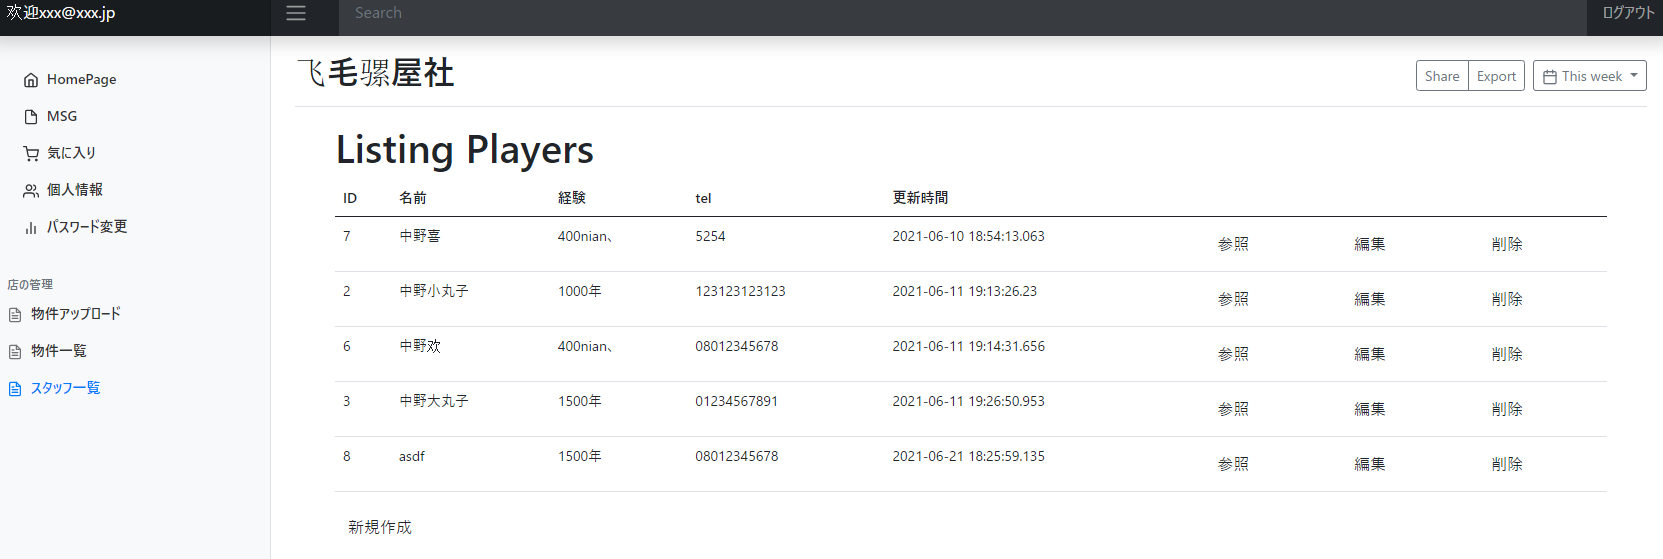 欢迎xxx@xxx.jp
Search
ログアウト
HomePage
MSG
気に入り
個人情報
パスワード変更
店の管理
物件アップロード
物件一覧
スタッフ一覧
飞毛骡屋社
Share Export This week
Listing Players
ID 名前 経験 tel 更新時間
7 中野喜 400nian、 5254 2021-06-10 18:54:13.063 参照 編集 削除
2 中野小丸子 1000年 123123123123 2021-06-11 19:13:26.23 参照 編集 削除
6 中野欢 400nian、 08012345678 2021-06-11 19:14:31.656 参照 編集 削除
3 中野大丸子 1500年 01234567891 2021-06-11 19:26:50.953 参照 編集 削除
8 asdf 1500年 08012345678 2021-06-21 18:25:59.135 参照 編集 削除
新規作成